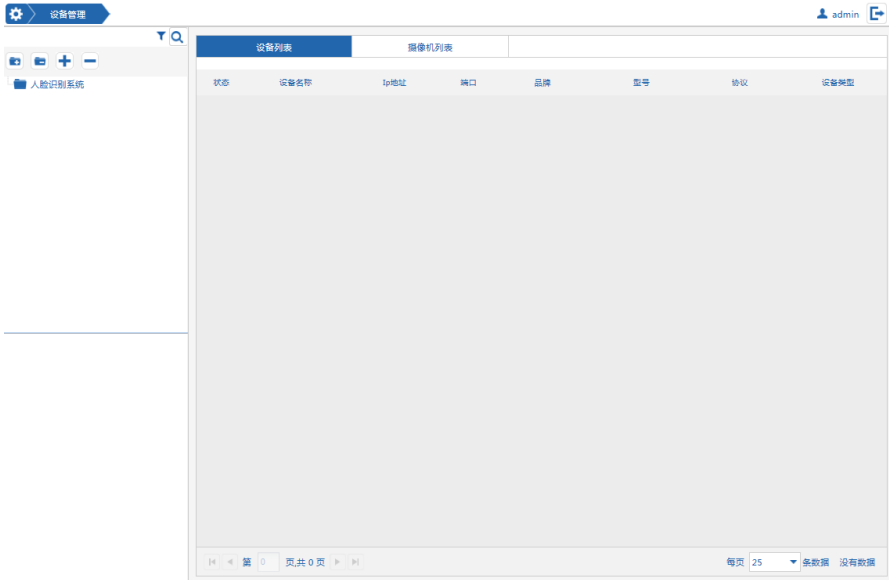 设备管理
admin
设备列表
摄像机列表
人脸识别系统
状态 设备名称 Ip地址 端口 品牌 型号 协议 设备类型
第 0 页,共 0 页 每页 25 条数据 没有数据